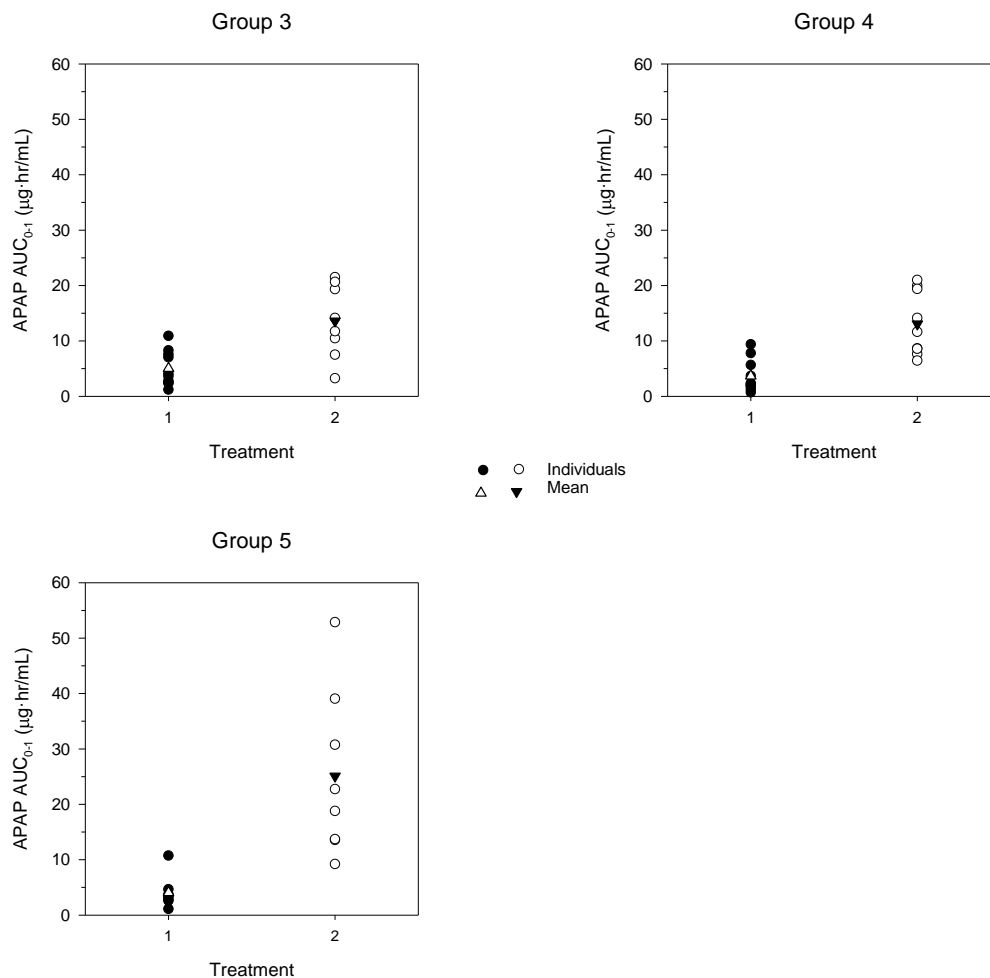 Group 3
60
50
40
30
20
10
0
APAP AUC0-1 (µg·hr/mL)
1 2
Treatment
Group 4
60
50
40
30
20
10
0
APAP AUC0-1 (µg·hr/mL)
1 2
Treatment
Individuals
Mean
Group 5
60
50
40
30
20
10
0
APAP AUC0-1 (µg·hr/mL)
1 2
Treatment